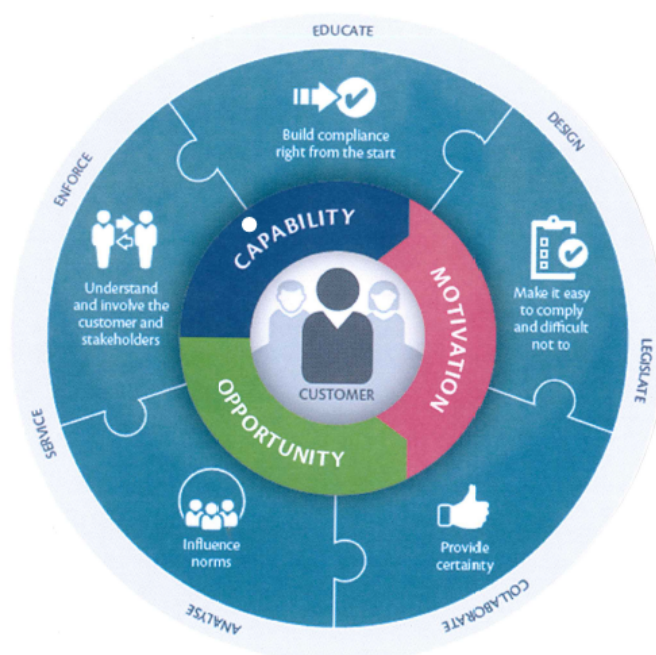 EDUCATE
DESIGN
LEGISLATE
COLLABORATE
ANALYSE
SERVICE
ENFORCE
Build compliance
right from the start
Make it easy
to comply
and difficult
not to
Provide
certainty
Influence
norms
Understand
and involve the
customer and
stakeholders
CAPABILITY
MOTIVATION
OPPORTUNITY
CUSTOMER